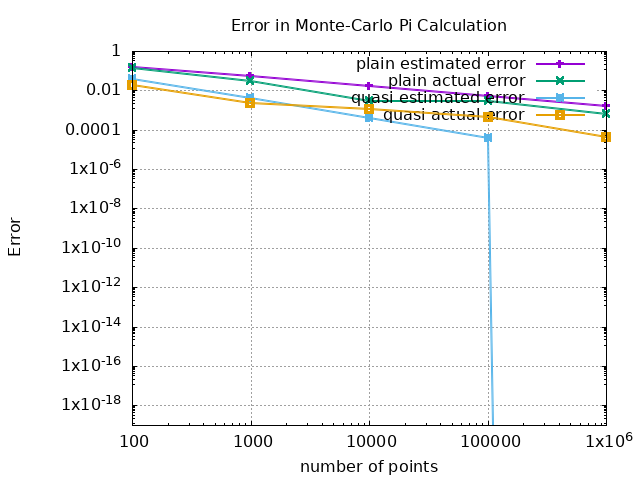 Error in Monte-Carlo Pi Calculation
1
0.01
0.0001
1x10^-6
1x10^-8
1x10^-10
1x10^-12
1x10^-14
1x10^-16
1x10^-18
plain estimated error
plain actual error
quasi estimated error
quasi actual error
Error
100
1000
10000
100000
1x10^6
number of points